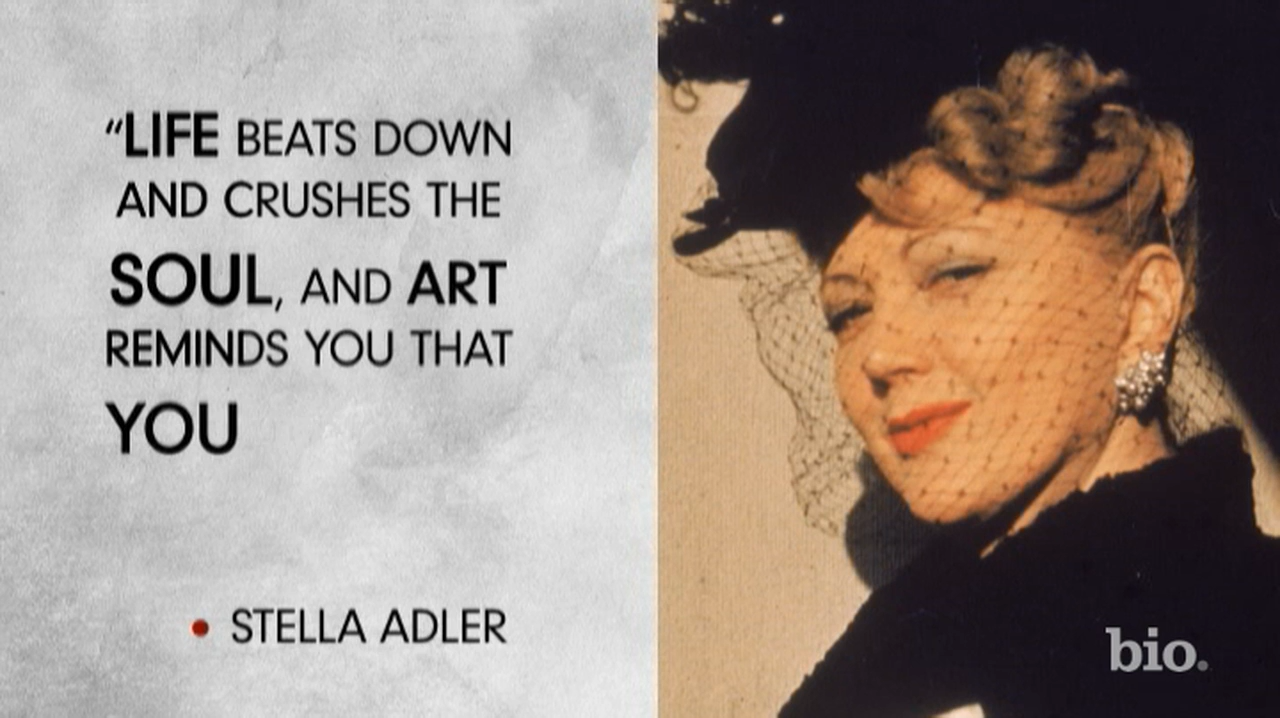 “LIFE BEATS DOWN
AND CRUSHES THE
SOUL, AND ART
REMINDS YOU THAT
YOU
• STELLA ADLER
bio.